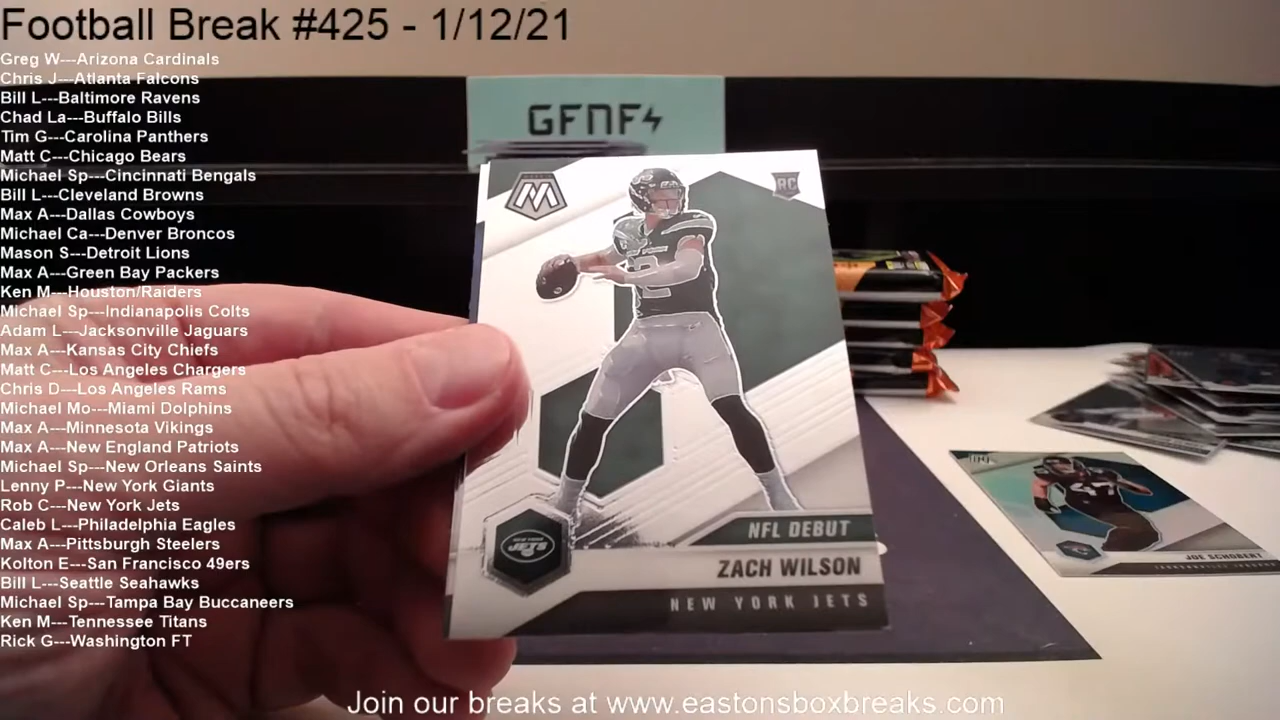 Football Break #425 - 1/12/21
Greg W---Arizona Cardinals
Chris J---Atlanta Falcons
Bill L---Baltimore Ravens
Chad La---Buffalo Bills
Tim G---Carolina Panthers
Matt C---Chicago Bears
Michael Sp---Cincinnati Bengals
Bill L---Cleveland Browns
Max A---Dallas Cowboys
Michael Ca---Denver Broncos
Mason S---Detroit Lions
Max A---Green Bay Packers
Ken M---Houston/Raiders
Michael Sp---Indianapolis Colts
Adam L---Jacksonville Jaguars
Max A---Kansas City Chiefs
Matt C---Los Angeles Chargers
Chris D---Los Angeles Rams
Michael Mo---Miami Dolphins
Max A---Minnesota Vikings
Max A---New England Patriots
Michael Sp---New Orleans Saints
Lenny P---New York Giants
Rob C---New York Jets
Caleb L---Philadelphia Eagles
Max A---Pittsburgh Steelers
Kolton E---San Francisco 49ers
Bill L---Seattle Seahawks
Michael Sp---Tampa Bay Buccaneers
Ken M---Tennessee Titans
Rick G---Washington FT
GFNF
M
RC
2
NEW YORK
JETS
NFL DEBUT
ZACH WILSON
NEW YORK JETS
47
JOE SCHOBERT
JACKSONVILLE JAGUARS
Join our breaks at www.eastonsboxbreaks.com